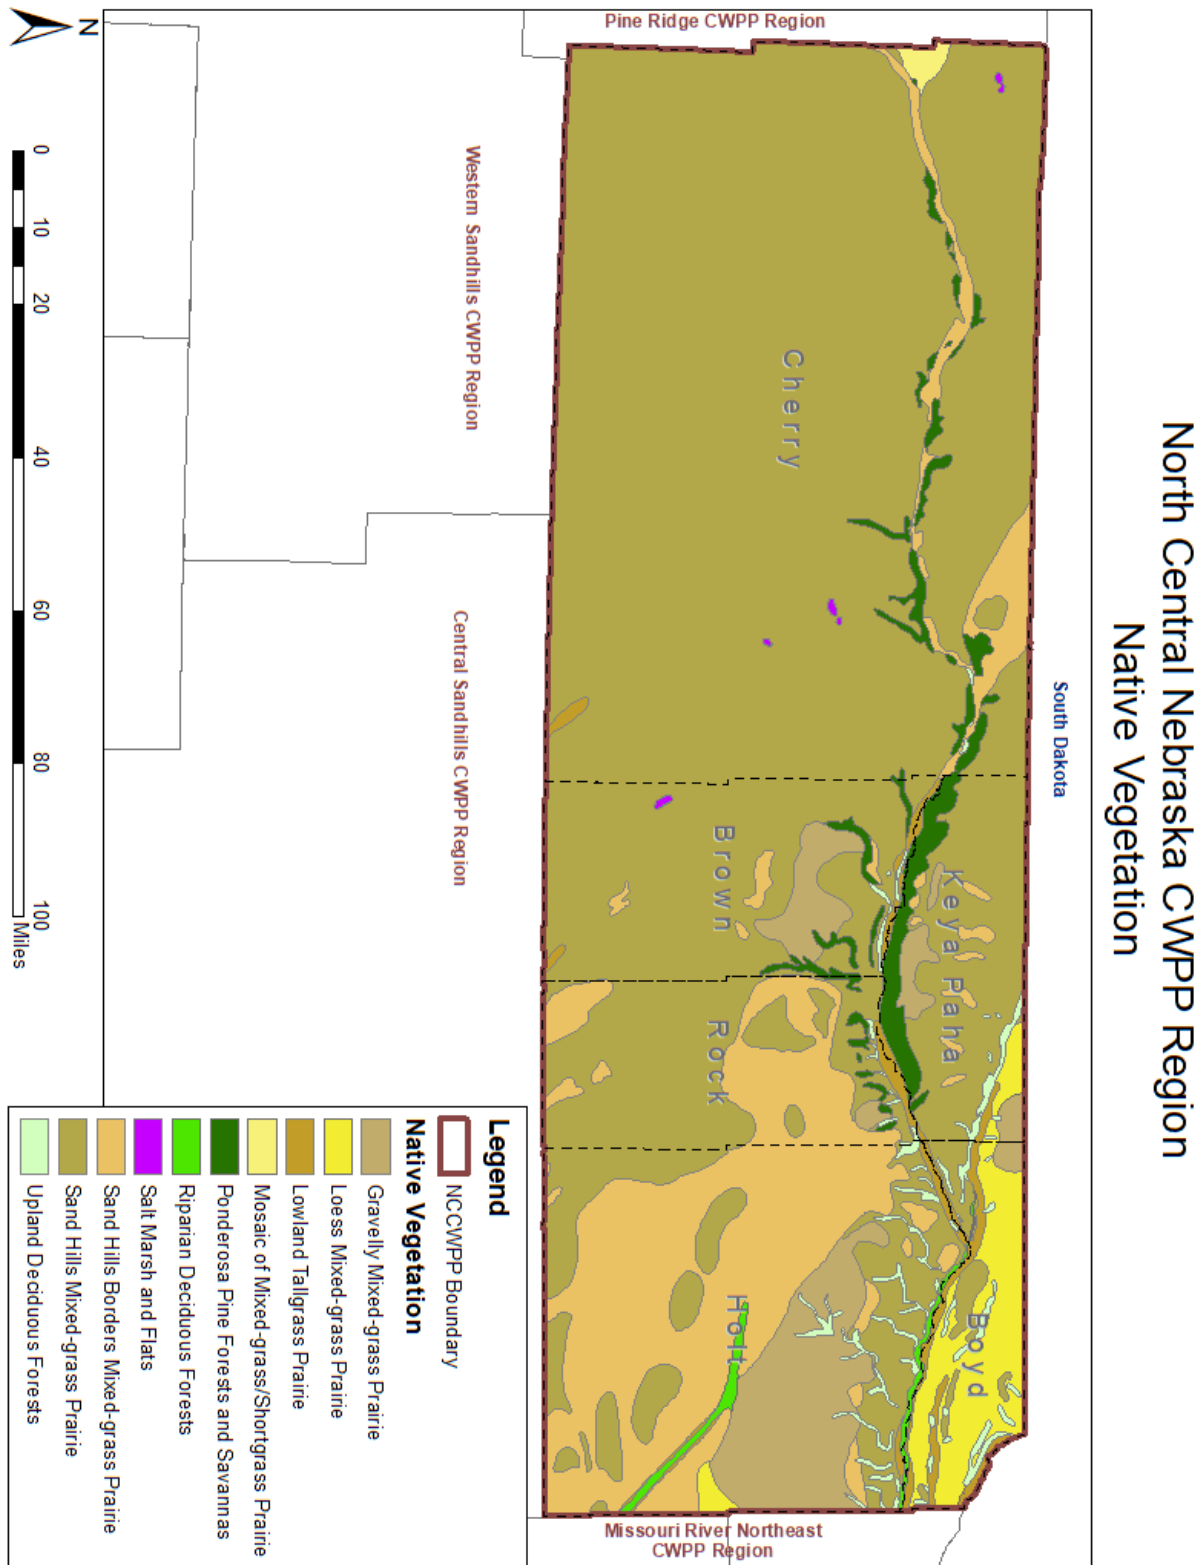 North Central Nebraska CWPP Region
Native Vegetation
South Dakota
Pine Ridge CWPP Region
Cherry
Keya Paha
Boyd
Brown
Rock
Holt
Missouri River Northeast
CWPP Region
Western Sandhills CWPP Region
Central Sandhills CWPP Region
N
0 10 20 40 60 80 100
Miles
Legend
NCCWPP Boundary
Native Vegetation
Gravelly Mixed-grass Prairie
Loess Mixed-grass Prairie
Lowland Tallgrass Prairie
Mosaic of Mixed-grass/Shortgrass Prairie
Ponderosa Pine Forests and Savannas
Riparian Deciduous Forests
Salt Marsh and Flats
Sand Hills Borders Mixed-grass Prairie
Sand Hills Mixed-grass Prairie
Upland Deciduous Forests